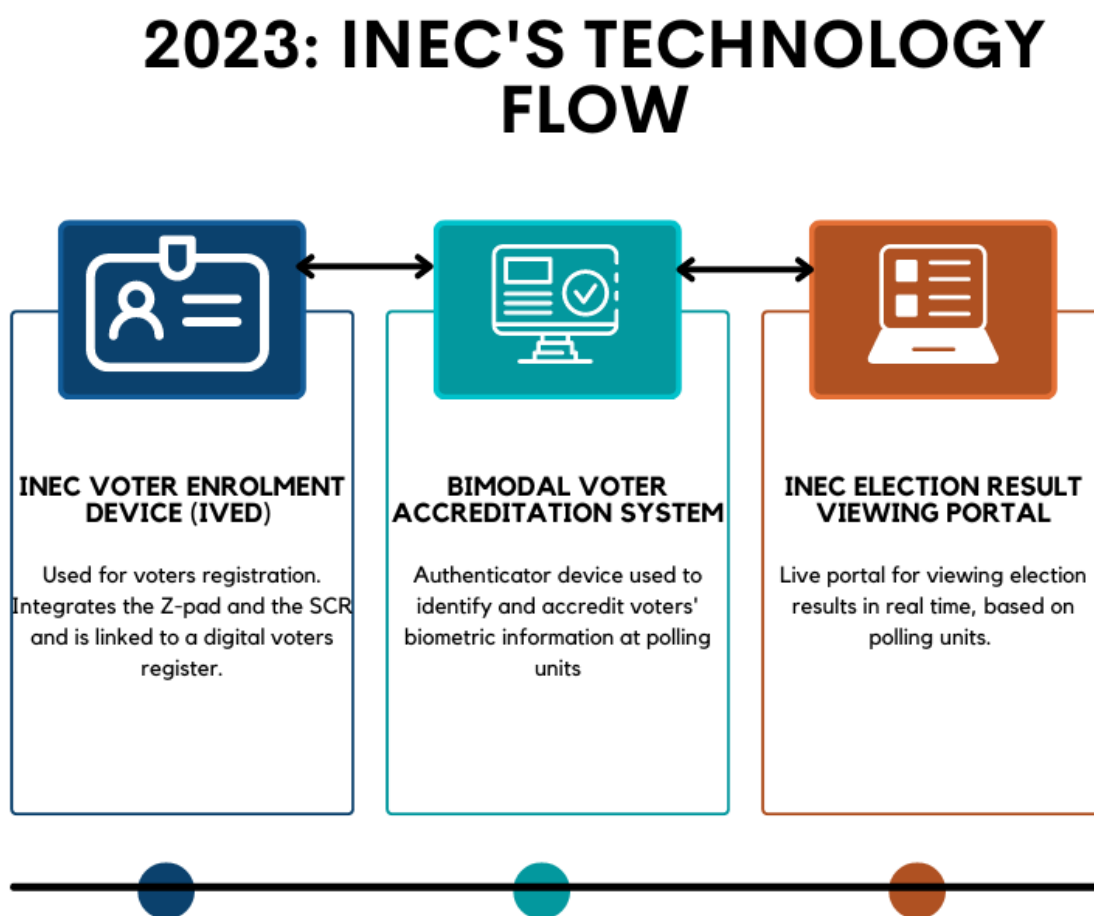 2023: INEC'S TECHNOLOGY
FLOW
INEC VOTER ENROLMENT
DEVICE (IVED)
Used for voters registration.
Integrates the Z-pad and the SCR
and is linked to a digital voters
register.
BIMODAL VOTER
ACCREDITATION SYSTEM
Authenticator device used to
identify and accredit voters'
biometric information at polling
units
INEC ELECTION RESULT
VIEWING PORTAL
Live portal for viewing election
results in real time, based on
polling units.